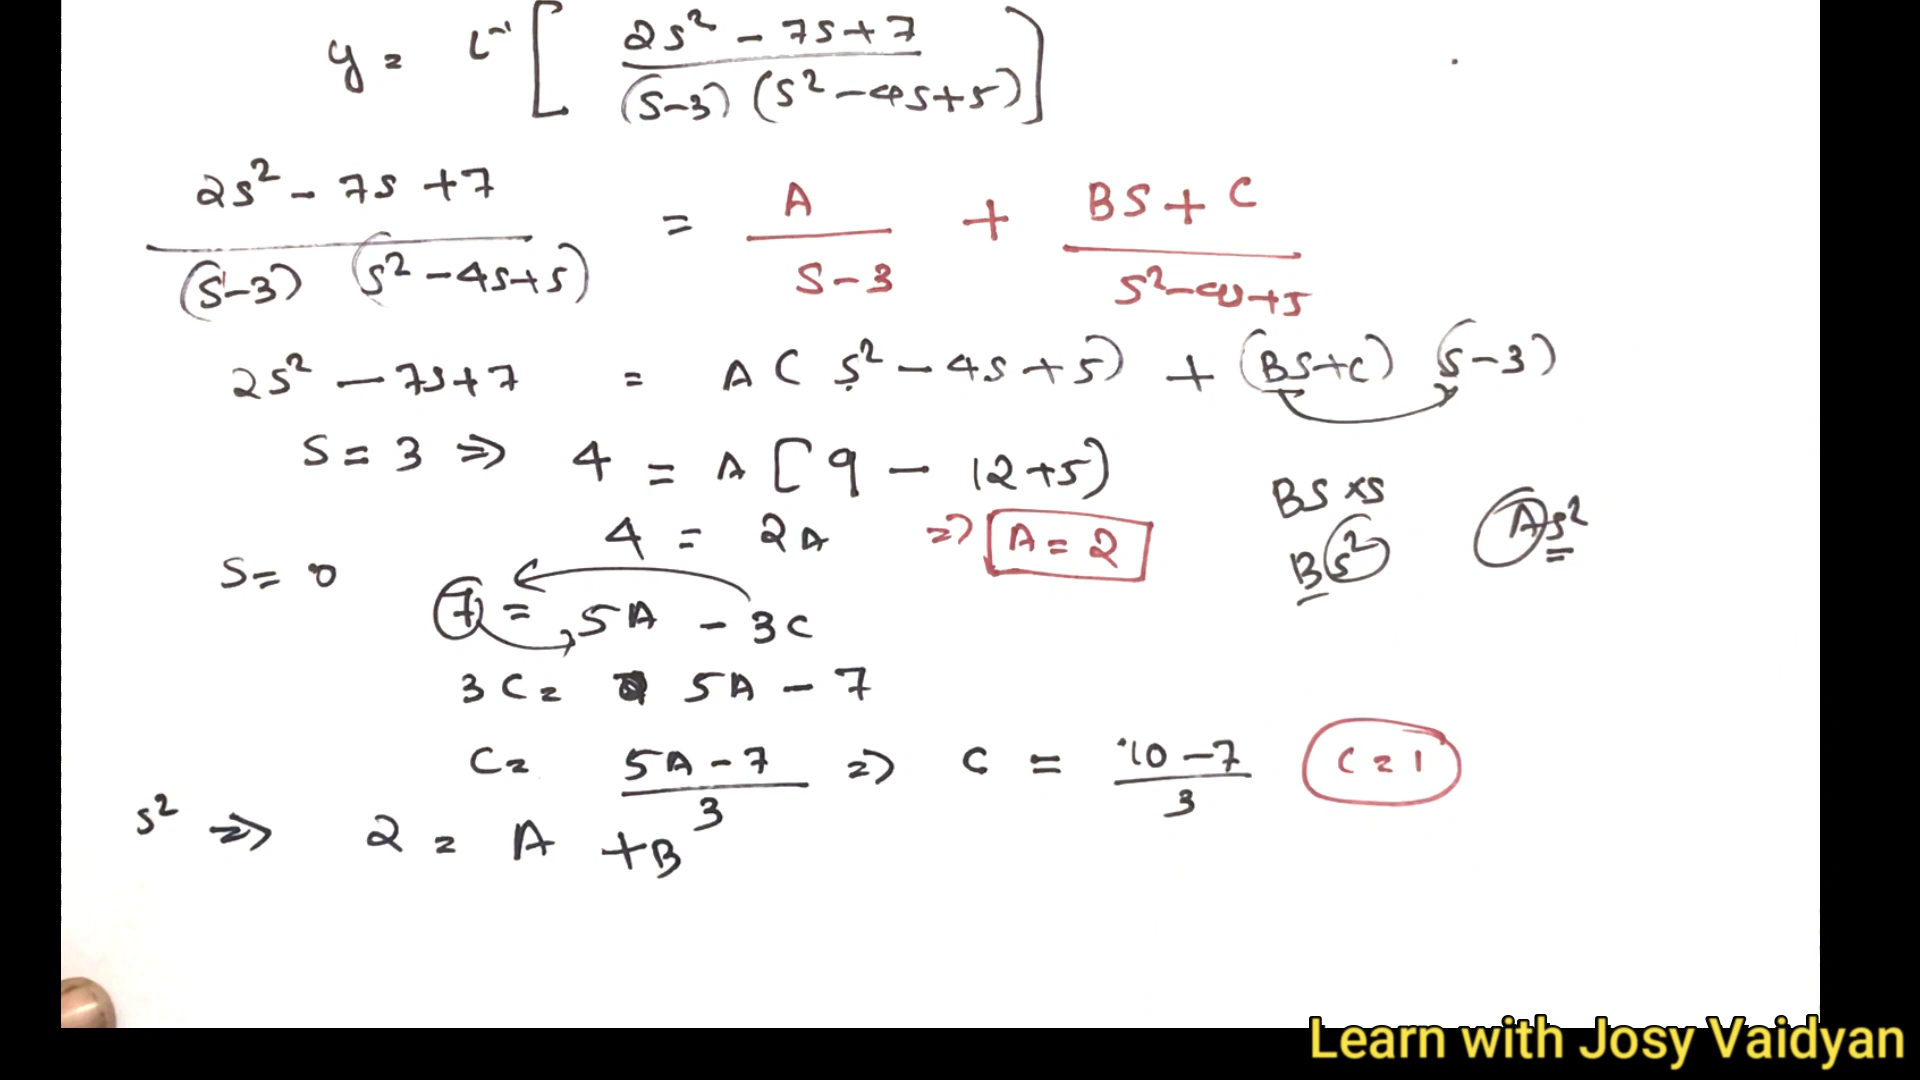 y = L⁻¹ [ 2s² - 7s + 7 / (s-3) (s² - 4s + 5) ]
2s² - 7s + 7 / (s-3) (s² - 4s + 5) = A / s-3 + Bs + C / s² - 4s + 5
2s² - 7s + 7 = A ( s² - 4s + 5 ) + (Bs + C) (s - 3)
s = 3 ⇒ 4 = A [ 9 - 12 + 5 )
Bs × s
4 = 2A ⇒ A = 2
Bs² As²
s = 0
7 = 5A - 3C
3C = 5A - 7
C = 5A - 7 / 3 ⇒ C = 10 - 7 / 3 C = 1
s² ⇒ 2 = A + B
Learn with Josy Vaidyan